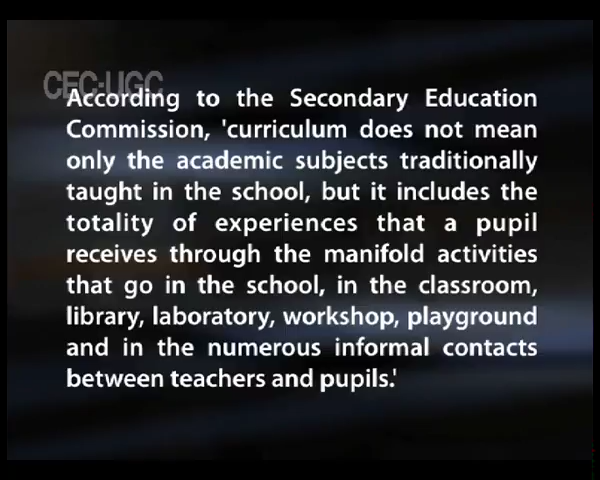 CEC-UGC
According to the Secondary Education
Commission, 'curriculum does not mean
only the academic subjects traditionally
taught in the school, but it includes the
totality of experiences that a pupil
receives through the manifold activities
that go in the school, in the classroom,
library, laboratory, workshop, playground
and in the numerous informal contacts
between teachers and pupils.'